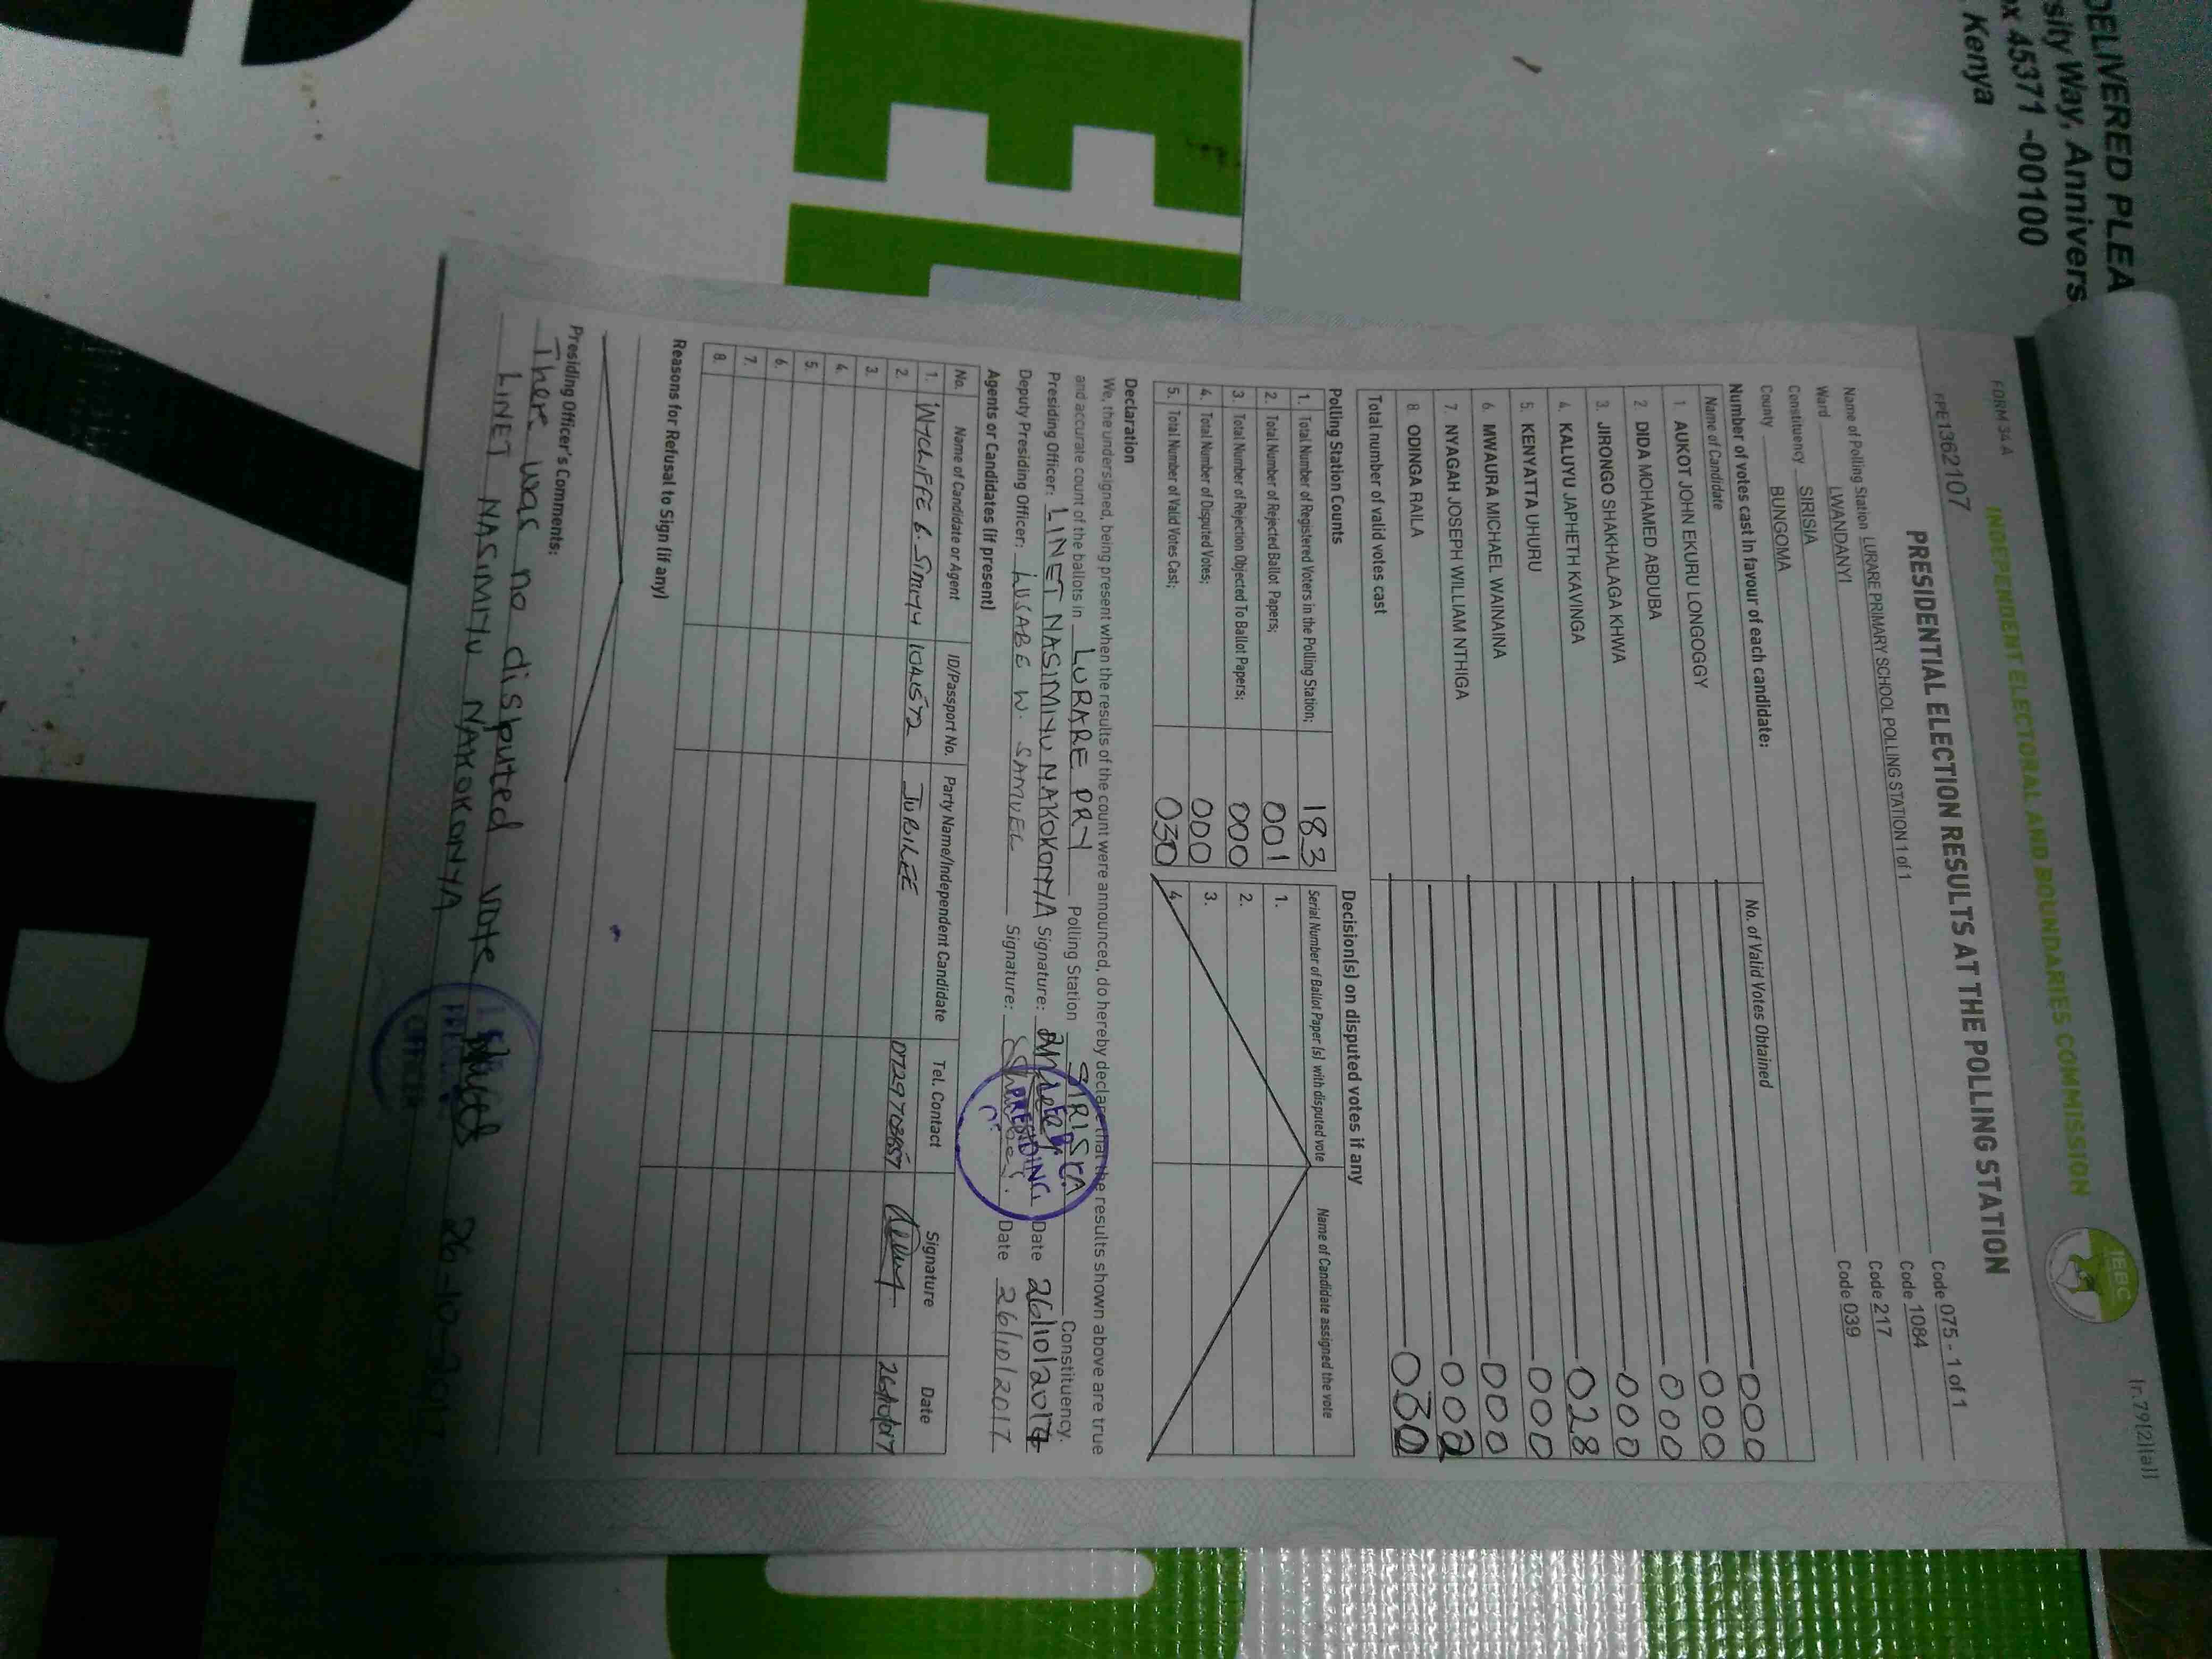 DELIVERED PLEA
sity Way, Annivers
ox 45371 -00100
Kenya
FORM 34 A
INDEPENDENT ELECTORAL AND BOUNDARIES COMMISSION
IEBC
(r.79(2)(a))
FPE1362107
PRESIDENTIAL ELECTION RESULTS AT THE POLLING STATION
Name of Polling Station LURARE PRIMARY SCHOOL POLLING STATION 1 of 1 Code 075 - 1 of 1
Ward LWANDANYI Code 1084
Constituency SIRISIA Code 217
County BUNGOMA Code 039
Number of votes cast in favour of each candidate:
Name of Candidate No. of Valid Votes Obtained
1. AUKOT JOHN EKURU LONGOGGY 000
2. DIDA MOHAMED ABDUBA 000
3. JIRONGO SHAKHALAGA KHWA 000
4. KALUYU JAPHETH KAVINGA 000
5. KENYATTA UHURU 028
6. MWAURA MICHAEL WAINAINA 000
7. NYAGAH JOSEPH WILLIAM NTHIGA 000
8. ODINGA RAILA 002
Total number of valid votes cast 030
Polling Station Counts
1. Total Number of Registered Voters in the Polling Station; 183
2. Total Number of Rejected Ballot Papers; 001
3. Total Number of Rejection Objected To Ballot Papers; 000
4. Total Number of Disputed Votes; 000
5. Total Number of Valid Votes Cast; 030
Decision(s) on disputed votes if any
Serial Number of Ballot Paper (s) with disputed vote Name of Candidate assigned the vote
1.
2.
3.
4.
Declaration
We, the undersigned, being present when the results of the count were announced, do hereby declare that the results shown above are true
and accurate count of the ballots in LURARE PRY Polling Station SIRISIA Constituency.
Presiding Officer: LINET NASIMIYU NAKOKONYA Signature: Date 26/10/2017
Deputy Presiding Officer: LUSABE W. SAMUEL Signature: Date 26/10/2017
PRESIDING
Agents or Candidates (if present)
No. Name of Candidate or Agent ID/Passport No. Party Name/Independent Candidate Tel. Contact Signature Date
1. WYCLIFFE B. SIMIYU JUBILEE 26/10/017
2.
3.
4.
5.
6.
7.
8.
Reasons for Refusal to Sign (if any)
Presiding Officer's Comments:
There was no disputed vote
LINET NASIMIYU NAKOKONYA 26-10-2017
OFFICER